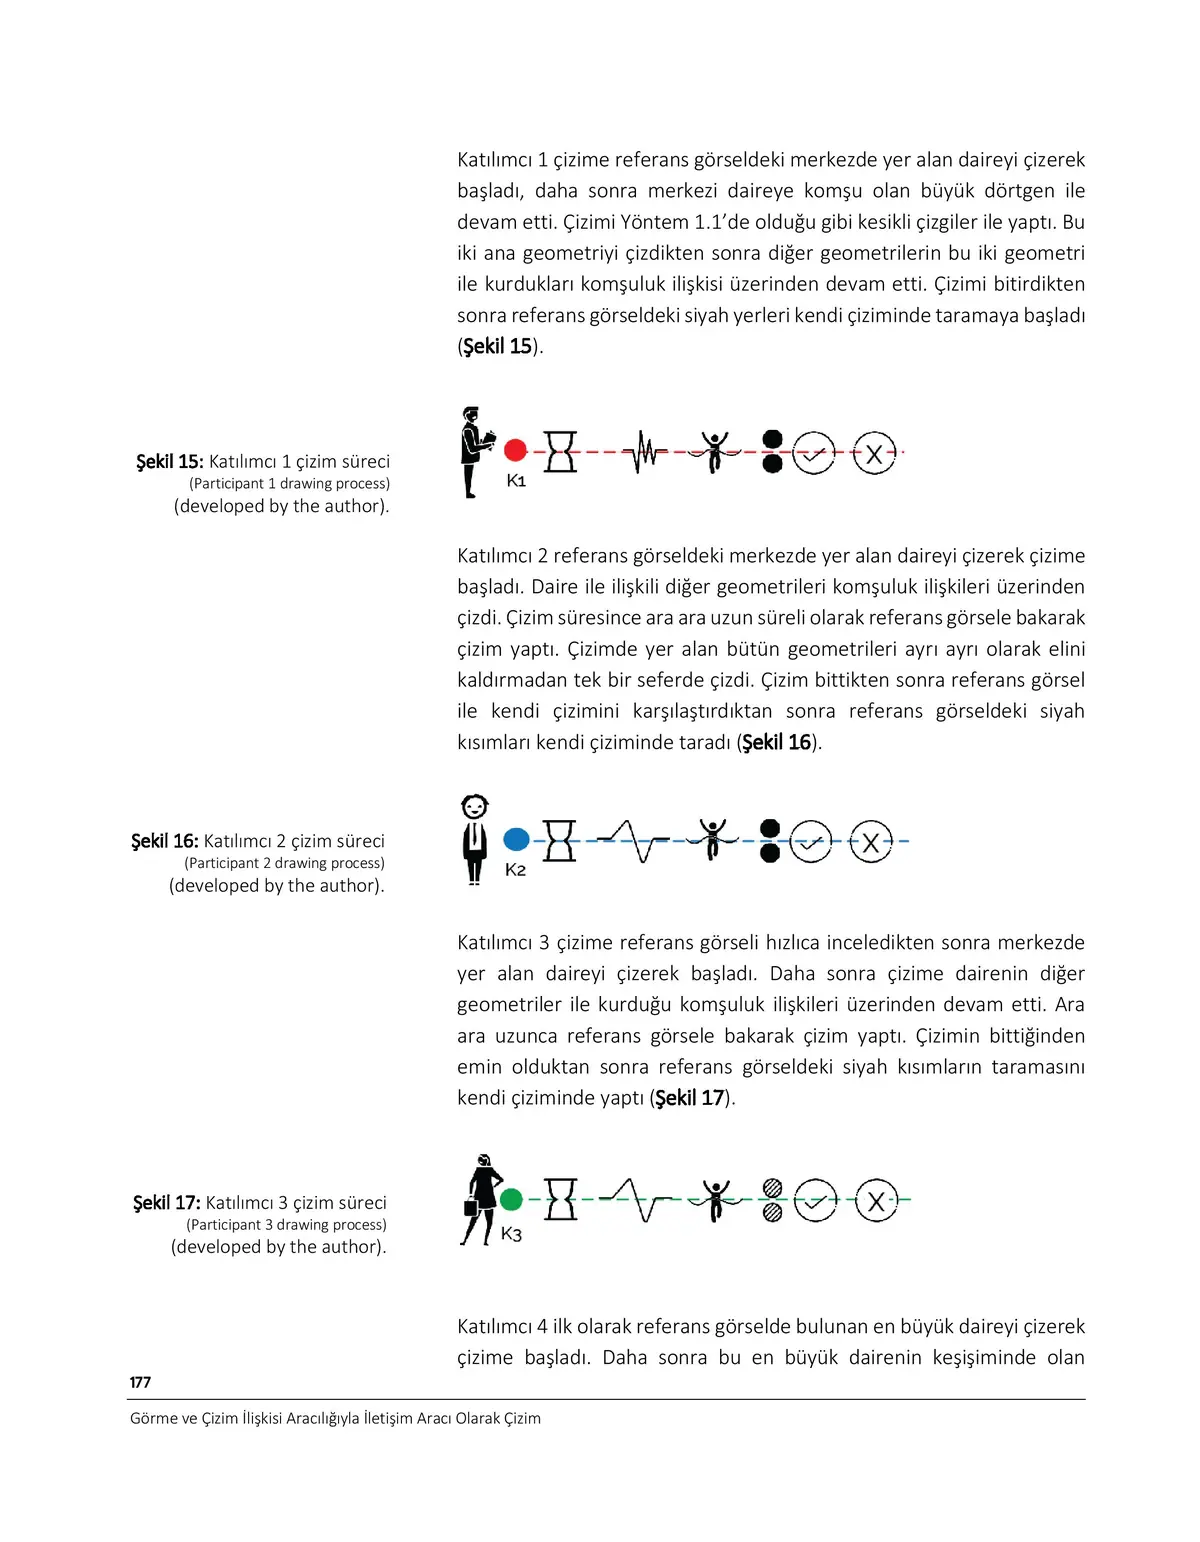 Katılımcı 1 çizime referans görseldeki merkezde yer alan daireyi çizerek
başladı, daha sonra merkezi daireye komşu olan büyük dörtgen ile
devam etti. Çizimi Yöntem 1.1’de olduğu gibi kesikli çizgiler ile yaptı. Bu
iki ana geometriyi çizdikten sonra diğer geometrilerin bu iki geometri
ile kurdukları komşuluk ilişkisi üzerinden devam etti. Çizimi bitirdikten
sonra referans görseldeki siyah yerleri kendi çiziminde taramaya başladı
(Şekil 15).
Şekil 15: Katılımcı 1 çizim süreci
(Participant 1 drawing process)
(developed by the author).
K1
X
Katılımcı 2 referans görseldeki merkezde yer alan daireyi çizerek çizime
başladı. Daire ile ilişkili diğer geometrileri komşuluk ilişkileri üzerinden
çizdi. Çizim süresince ara ara uzun süreli olarak referans görsele bakarak
çizim yaptı. Çizimde yer alan bütün geometrileri ayrı ayrı olarak elini
kaldırmadan tek bir seferde çizdi. Çizim bittikten sonra referans görsel
ile kendi çizimini karşılaştırdıktan sonra referans görseldeki siyah
kısımları kendi çiziminde taradı (Şekil 16).
Şekil 16: Katılımcı 2 çizim süreci
(Participant 2 drawing process)
(developed by the author).
K2
X
Katılımcı 3 çizime referans görseli hızlıca inceledikten sonra merkezde
yer alan daireyi çizerek başladı. Daha sonra çizime dairenin diğer
geometriler ile kurduğu komşuluk ilişkileri üzerinden devam etti. Ara
ara uzunca referans görsele bakarak çizim yaptı. Çizimin bittiğinden
emin olduktan sonra referans görseldeki siyah kısımların taramasını
kendi çiziminde yaptı (Şekil 17).
Şekil 17: Katılımcı 3 çizim süreci
(Participant 3 drawing process)
(developed by the author).
K3
X
Katılımcı 4 ilk olarak referans görselde bulunan en büyük daireyi çizerek
çizime başladı. Daha sonra bu en büyük dairenin keşişiminde olan
177
Görme ve Çizim İlişkisi Aracılığıyla İletişim Aracı Olarak Çizim